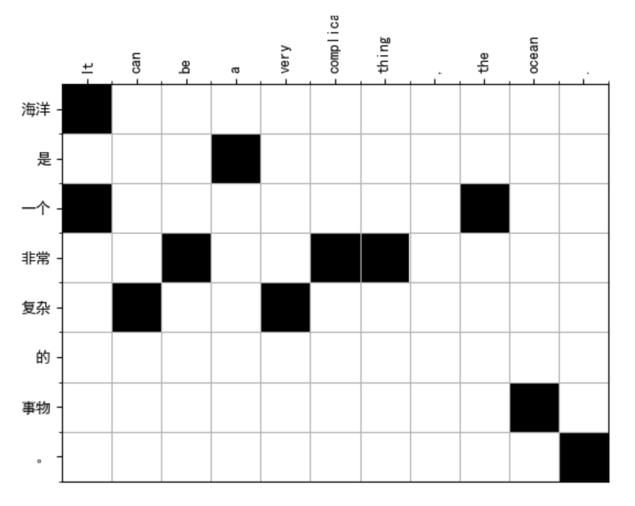 It can be a very complica thing , the ocean .
海洋
是
一个
非常
复杂
的
事物
。